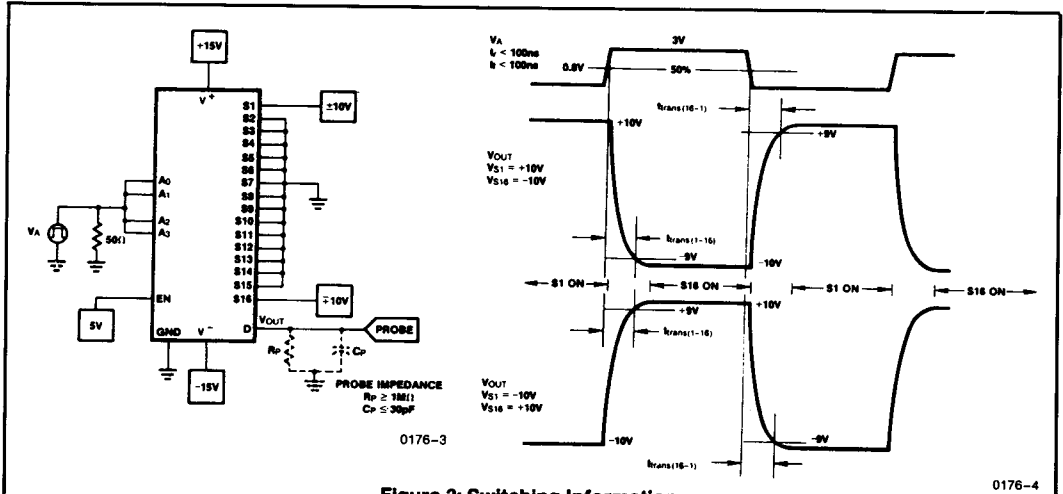 +15V
V+
S1
±10V
S2
S3
S4
S5
S6
S7
S8
S9
S10
S11
S12
S13
S14
S15
S16
∓10V
A0
A1
A2
A3
VA
50Ω
EN
5V
GND
V−
−15V
VOUT
D
PROBE
RP
CP
PROBE IMPEDANCE
RP ≥ 1MΩ
CP ≤ 30pF
0176-3
VA
tr < 100ns
tf < 100ns
0.8V
3V
50%
ttrans(16-1)
+10V
+9V
VOUT
VS1 = +10V
VS16 = −10V
ttrans(1-16)
−9V
−10V
S1 ON
S16 ON
S1 ON
S16 ON
+9V
+10V
ttrans(1-16)
VOUT
VS1 = −10V
VS16 = +10V
−10V
−9V
ttrans(16-1)
0176-4
Switching Information